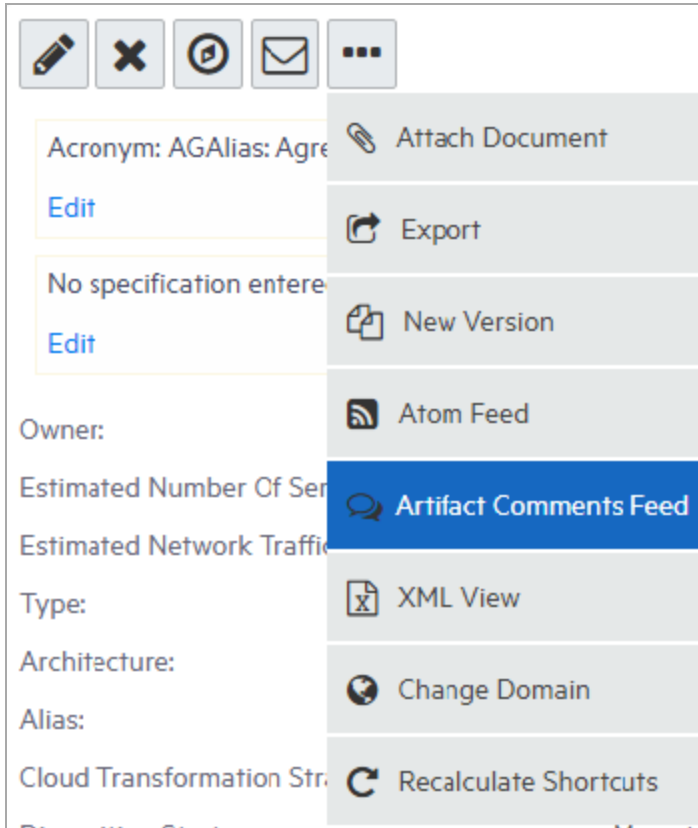 Acronym: AGAlias: Agre
Edit
No specification entere
Edit
Owner:
Estimated Number Of Ser
Estimated Network Traffi
Type:
Architecture:
Alias:
Cloud Transformation Stra
Attach Document
Export
New Version
Atom Feed
Artifact Comments Feed
XML View
Change Domain
Recalculate Shortcuts